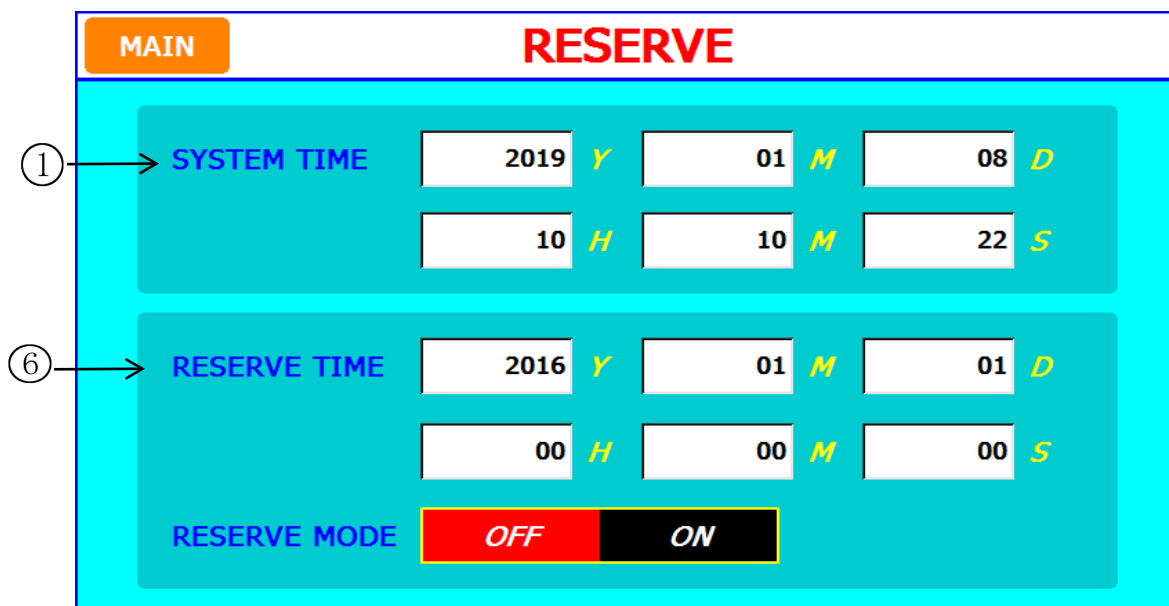 MAIN RESERVE
① SYSTEM TIME 2019 Y 01 M 08 D
10 H 10 M 22 S
⑥ RESERVE TIME 2016 Y 01 M 01 D
00 H 00 M 00 S
RESERVE MODE OFF ON